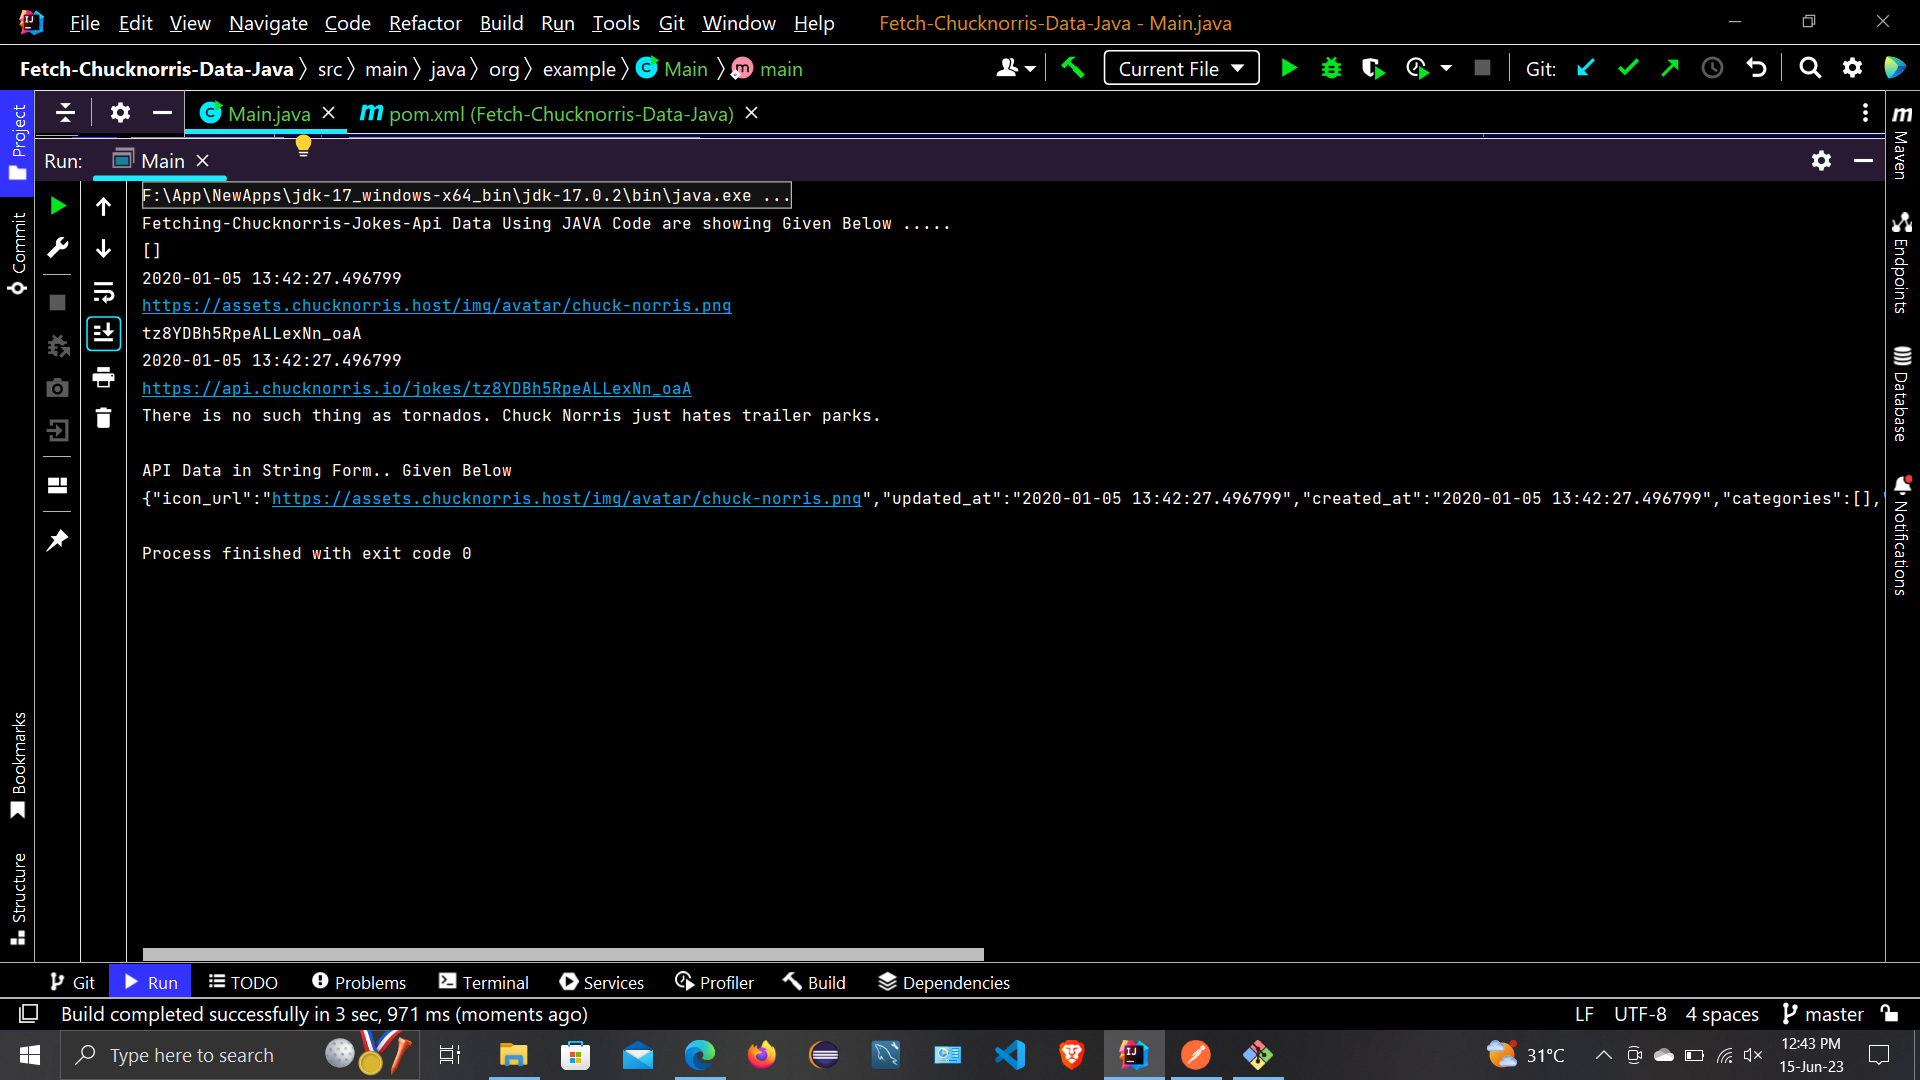 File Edit View Navigate Code Refactor Build Run Tools Git Window Help Fetch-Chucknorris-Data-Java - Main.java
Fetch-Chucknorris-Data-Java src main java org example Main main Current File Git:
Project
Main.java pom.xml (Fetch-Chucknorris-Data-Java)
Run: Main
F:\App\NewApps\jdk-17_windows-x64_bin\jdk-17.0.2\bin\java.exe ...
Fetching-Chucknorris-Jokes-Api Data Using JAVA Code are showing Given Below .....
[]
2020-01-05 13:42:27.496799
https://assets.chucknorris.host/img/avatar/chuck-norris.png
tz8YDBh5RpeALLexNn_oaA
2020-01-05 13:42:27.496799
https://api.chucknorris.io/jokes/tz8YDBh5RpeALLexNn_oaA
There is no such thing as tornados. Chuck Norris just hates trailer parks.
API Data in String Form.. Given Below
{"icon_url":"https://assets.chucknorris.host/img/avatar/chuck-norris.png","updated_at":"2020-01-05 13:42:27.496799","created_at":"2020-01-05 13:42:27.496799","categories":[],
Process finished with exit code 0
Commit
Bookmarks
Structure
Maven
Endpoints
Database
Notifications
Git Run TODO Problems Terminal Services Profiler Build Dependencies
Build completed successfully in 3 sec, 971 ms (moments ago) LF UTF-8 4 spaces master
Type here to search 31°C 12:43 PM
15-Jun-23